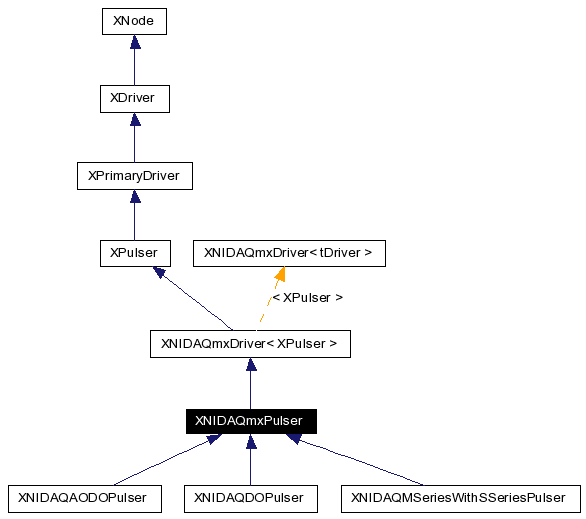 XNode
XDriver
XPrimaryDriver
XPulser
XNIDAQmxDriver< tDriver >
< XPulser >
XNIDAQmxDriver< XPulser >
XNIDAQmxPulser
XNIDAQAODOPulser
XNIDAQDOPulser
XNIDAQMSeriesWithSSeriesPulser